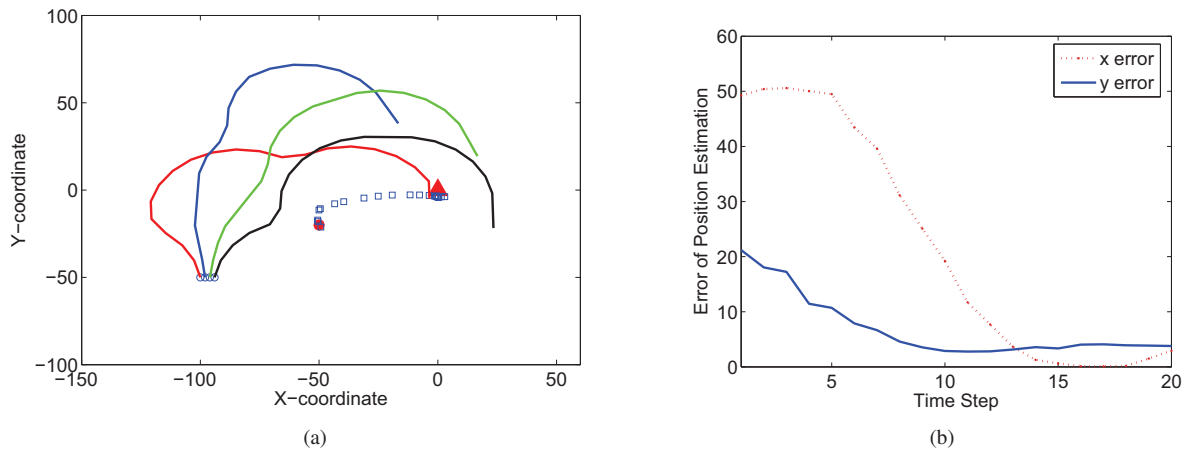 100
50
0
−50
−100
Y−coordinate
−150
−100
−50
0
50
X−coordinate
(a)
60
50
40
30
20
10
0
Error of Position Estimation
x error
y error
5
10
15
20
Time Step
(b)